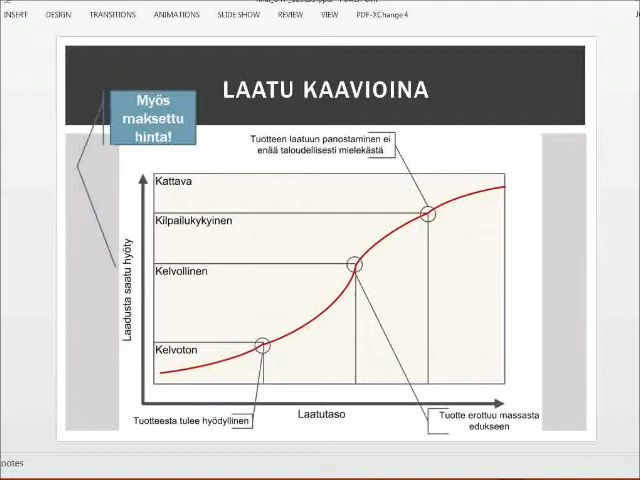 INSERT DESIGN TRANSITIONS ANIMATIONS SLIDE SHOW REVIEW VIEW PDF-XChange 4
LAATU KAAVIOINA
Myös
maksettu
hinta!
Tuotteen laatuun panostaminen ei
enää taloudellisesti mielekästä
Kattava
Kilpailukykyinen
Kelvollinen
Kelvoton
Laadusta saatu hyöty
Laatutaso
Tuotteesta tulee hyödyllinen
Tuotte erottuu massasta
edukseen
notes